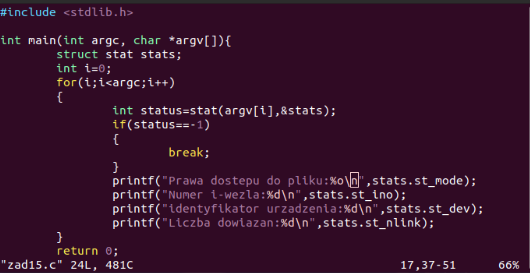 #include <stdlib.h>
int main(int argc, char *argv[]){
struct stat stats;
int i=0;
for(i;i<argc;i++)
{
int status=stat(argv[i],&stats);
if(status==-1)
{
break;
}
printf("Prawa dostepu do pliku:%o\n",stats.st_mode);
printf("Numer i-wezla:%d\n",stats.st_ino);
printf("identyfikator urzadzenia:%d\n",stats.st_dev);
printf("Liczba dowiazan:%d\n",stats.st_nlink);
}
return 0;
"zad15.c" 24L, 481C 17,37-51 66%